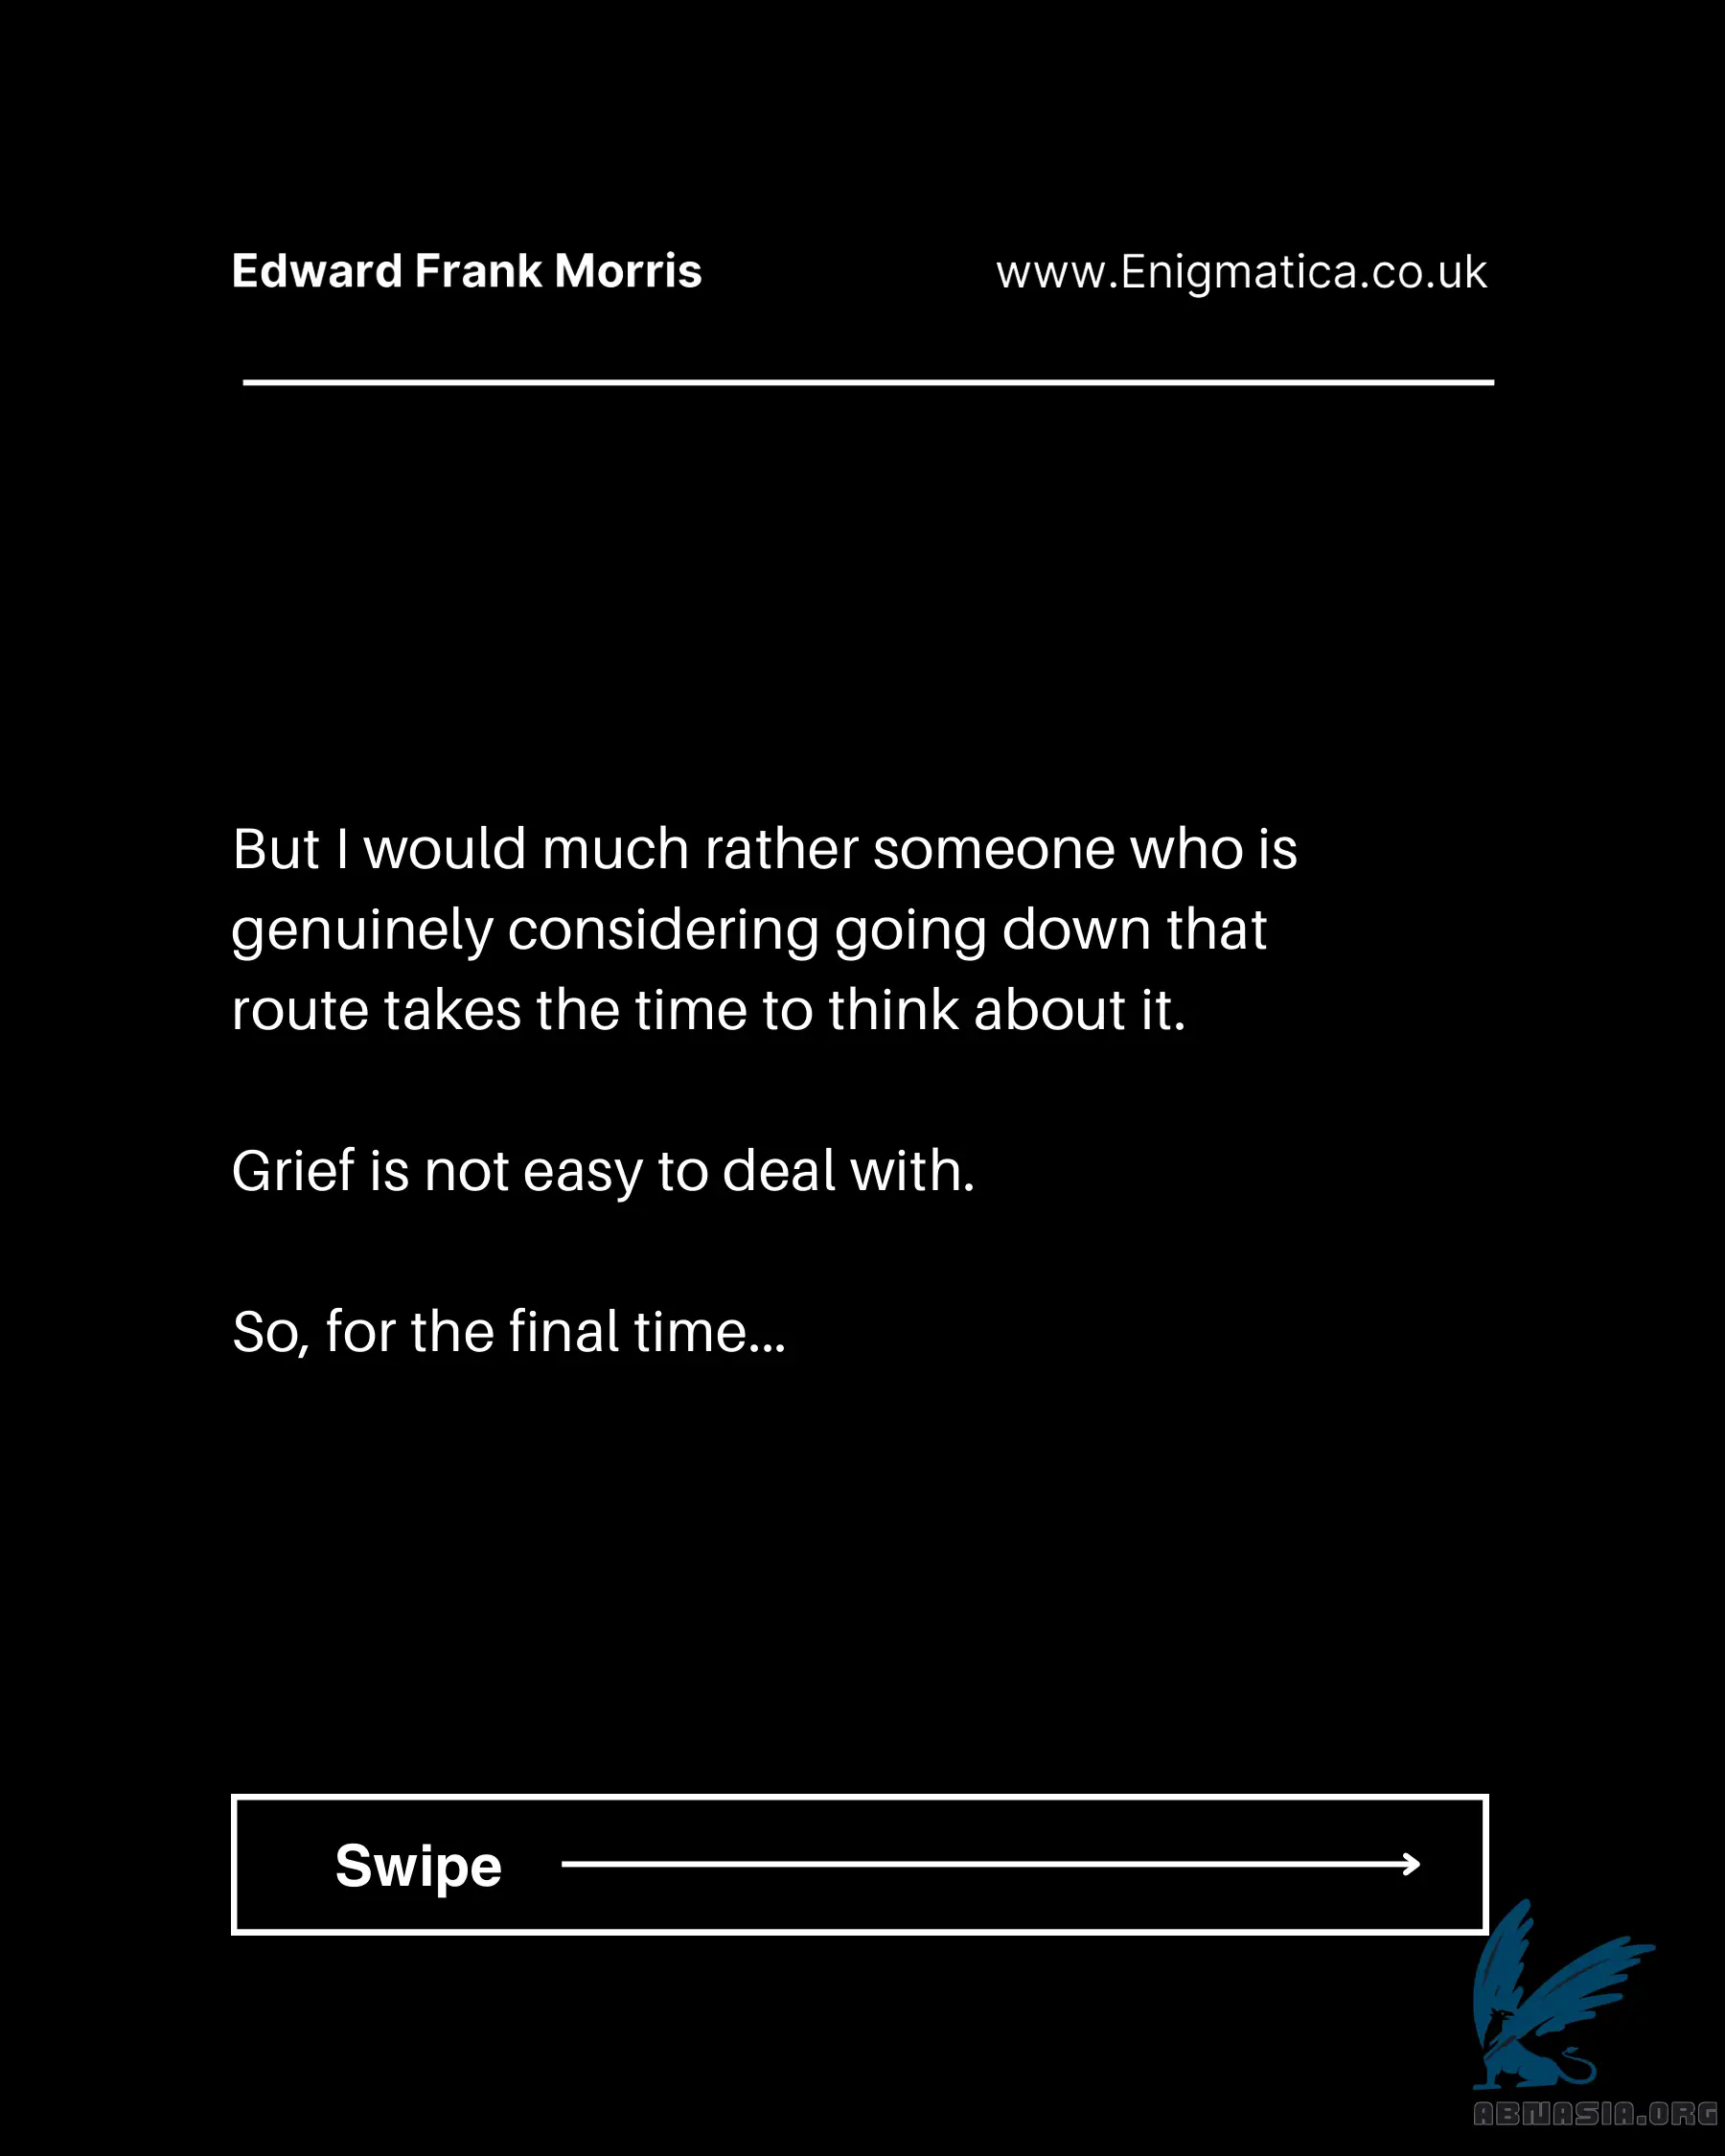 Edward Frank Morris
www.Enigmatica.co.uk
But I would much rather someone who is
genuinely considering going down that
route takes the time to think about it.
Grief is not easy to deal with.
So, for the final time...
Swipe
ABNASIA.ORG